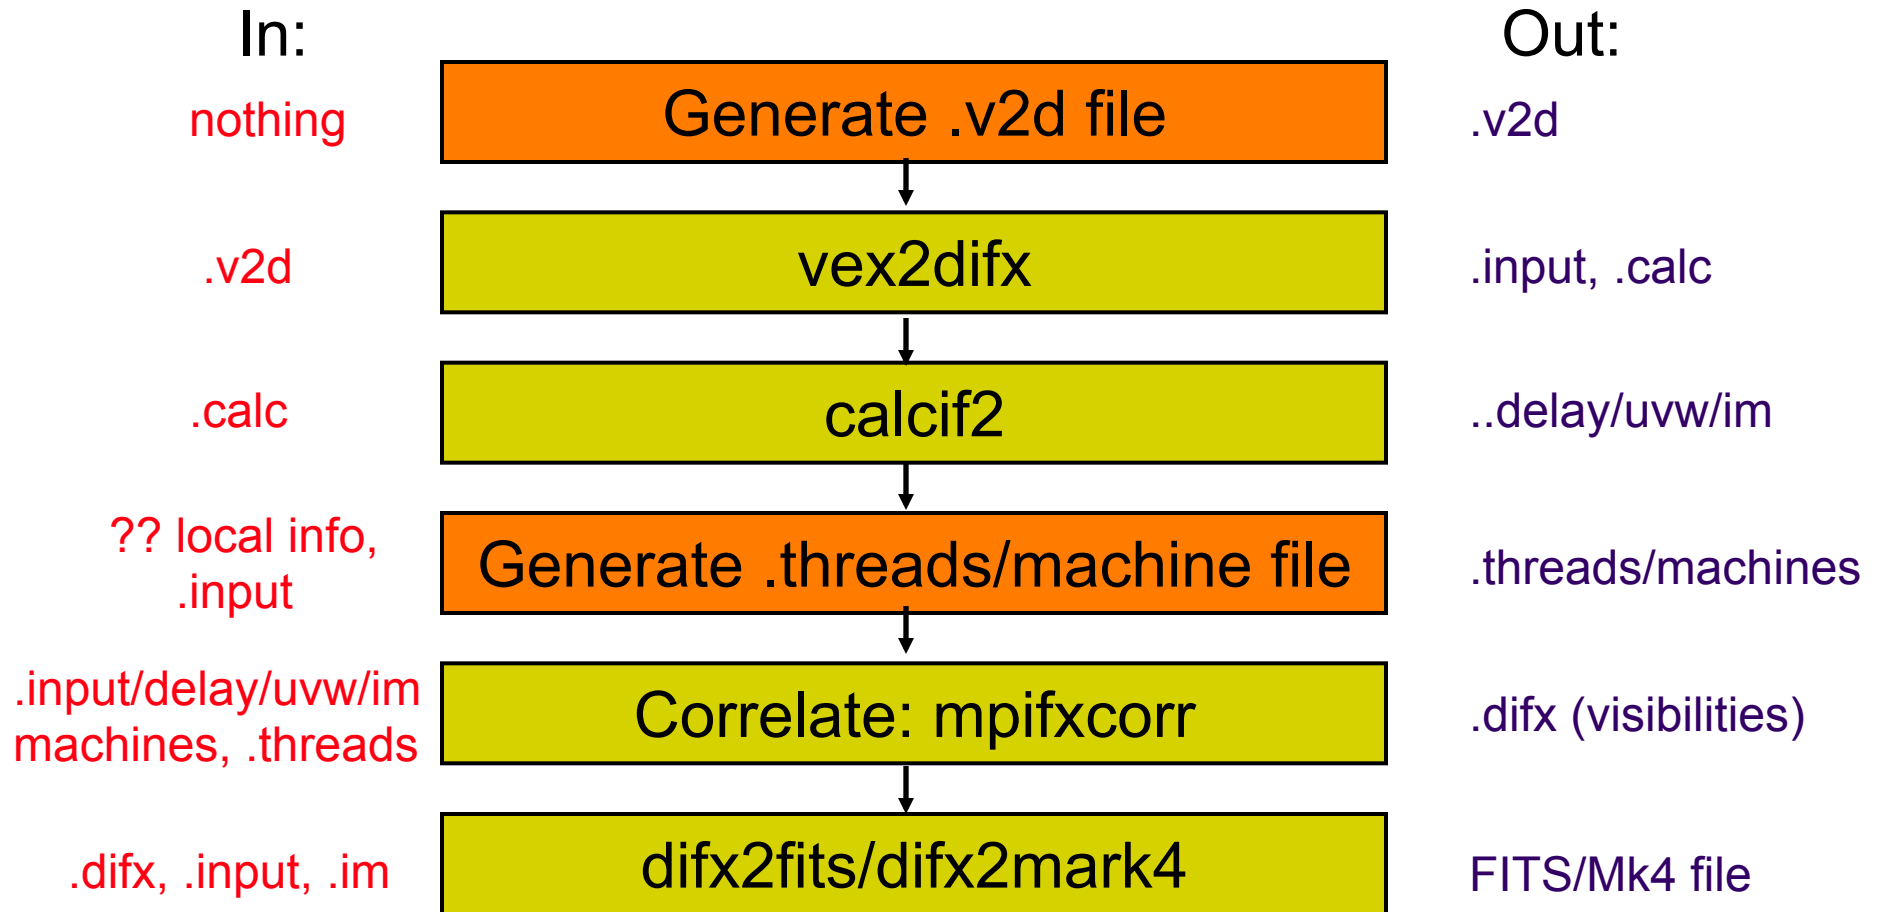 In:
Out:
nothing
Generate .v2d file
.v2d
.v2d
vex2difx
.input, .calc
.calc
calcif2
..delay/uvw/im
?? local info,
.input
Generate .threads/machine file
.threads/machines
.input/delay/uvw/im
machines, .threads
Correlate: mpifxcorr
.difx (visibilities)
.difx, .input, .im
difx2fits/difx2mark4
FITS/Mk4 file